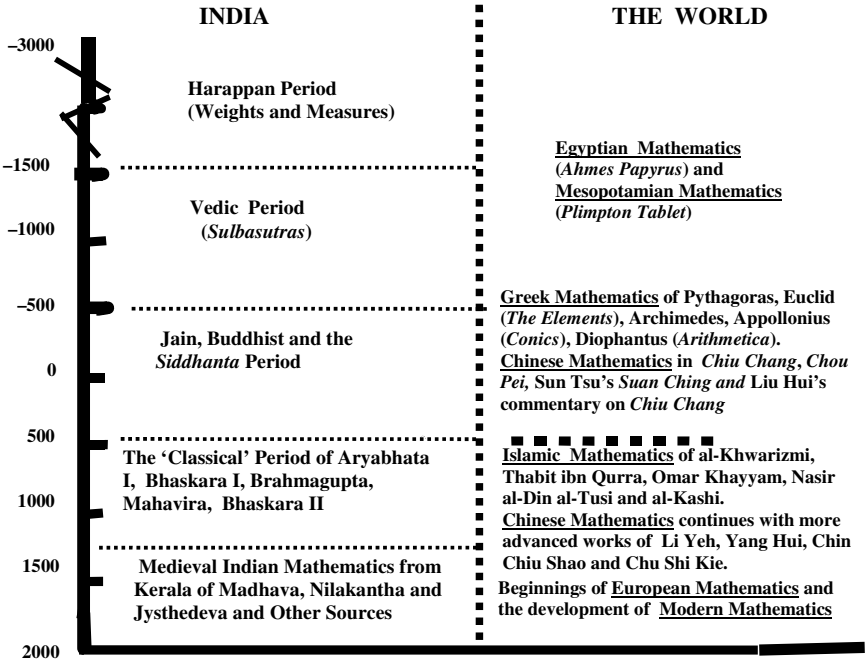 INDIA
THE WORLD
–3000
Harappan Period
(Weights and Measures)
Egyptian Mathematics
(Ahmes Papyrus) and
Mesopotamian Mathematics
(Plimpton Tablet)
–1500
Vedic Period
(Sulbasutras)
–1000
–500
Greek Mathematics of Pythagoras, Euclid
(The Elements), Archimedes, Appollonius
(Conics), Diophantus (Arithmetica).
Chinese Mathematics in Chiu Chang, Chou
Pei, Sun Tsu's Suan Ching and Liu Hui's
commentary on Chiu Chang
Jain, Buddhist and the
Siddhanta Period
0
500
The ‘Classical’ Period of Aryabhata
I, Bhaskara I, Brahmagupta,
Mahavira, Bhaskara II
Islamic Mathematics of al-Khwarizmi,
Thabit ibn Qurra, Omar Khayyam, Nasir
al-Din al-Tusi and al-Kashi.
Chinese Mathematics continues with more
advanced works of Li Yeh, Yang Hui, Chin
Chiu Shao and Chu Shi Kie.
1000
1500
Medieval Indian Mathematics from
Kerala of Madhava, Nilakantha and
Jysthedeva and Other Sources
Beginnings of European Mathematics and
the development of Modern Mathematics
2000